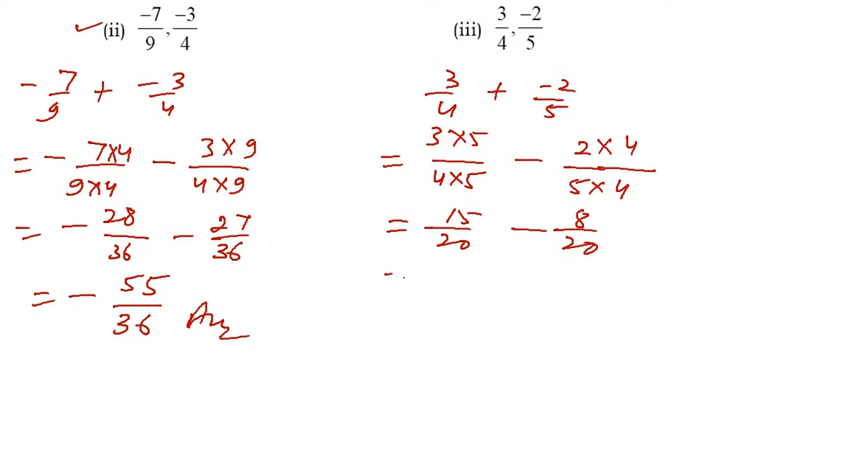 (ii) -7/9, -3/4
-7/9 + -3/4
= - 7×4/9×4 - 3×9/4×9
= - 28/36 - 27/36
= - 55/36 Ans
(iii) 3/4, -2/5
3/4 + -2/5
= 3×5/4×5 - 2×4/5×4
= 15/20 - 8/20